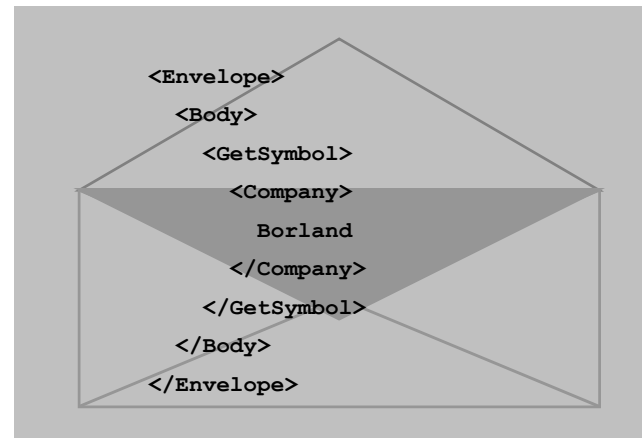 <Envelope>
<Body>
<GetSymbol>
<Company>
Borland
</Company>
</GetSymbol>
</Body>
</Envelope>